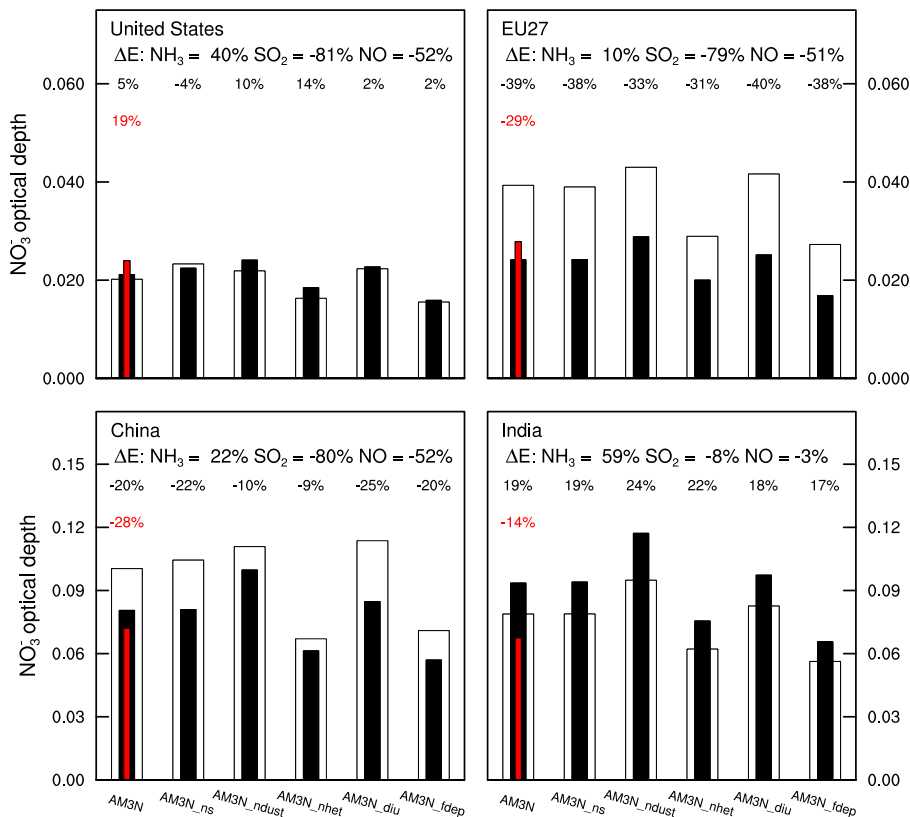 United States
ΔE: NH₃ = 40% SO₂ = -81% NO = -52%
5% -4% 10% 14% 2% 2%
19%
EU27
ΔE: NH₃ = 10% SO₂ = -79% NO = -51%
-39% -38% -33% -31% -40% -38%
-29%
NO₃⁻ optical depth
0.060
0.040
0.020
0.000
0.060
0.040
0.020
0.000
China
ΔE: NH₃ = 22% SO₂ = -80% NO = -52%
-20% -22% -10% -9% -25% -20%
-28%
India
ΔE: NH₃ = 59% SO₂ = -8% NO = -3%
19% 19% 24% 22% 18% 17%
-14%
NO₃⁻ optical depth
0.15
0.12
0.09
0.06
0.03
0.00
0.15
0.12
0.09
0.06
0.03
0.00
AM3N AM3N_ns AM3N_ndust AM3N_nhet AM3N_diu AM3N_fdep
AM3N AM3N_ns AM3N_ndust AM3N_nhet AM3N_diu AM3N_fdep